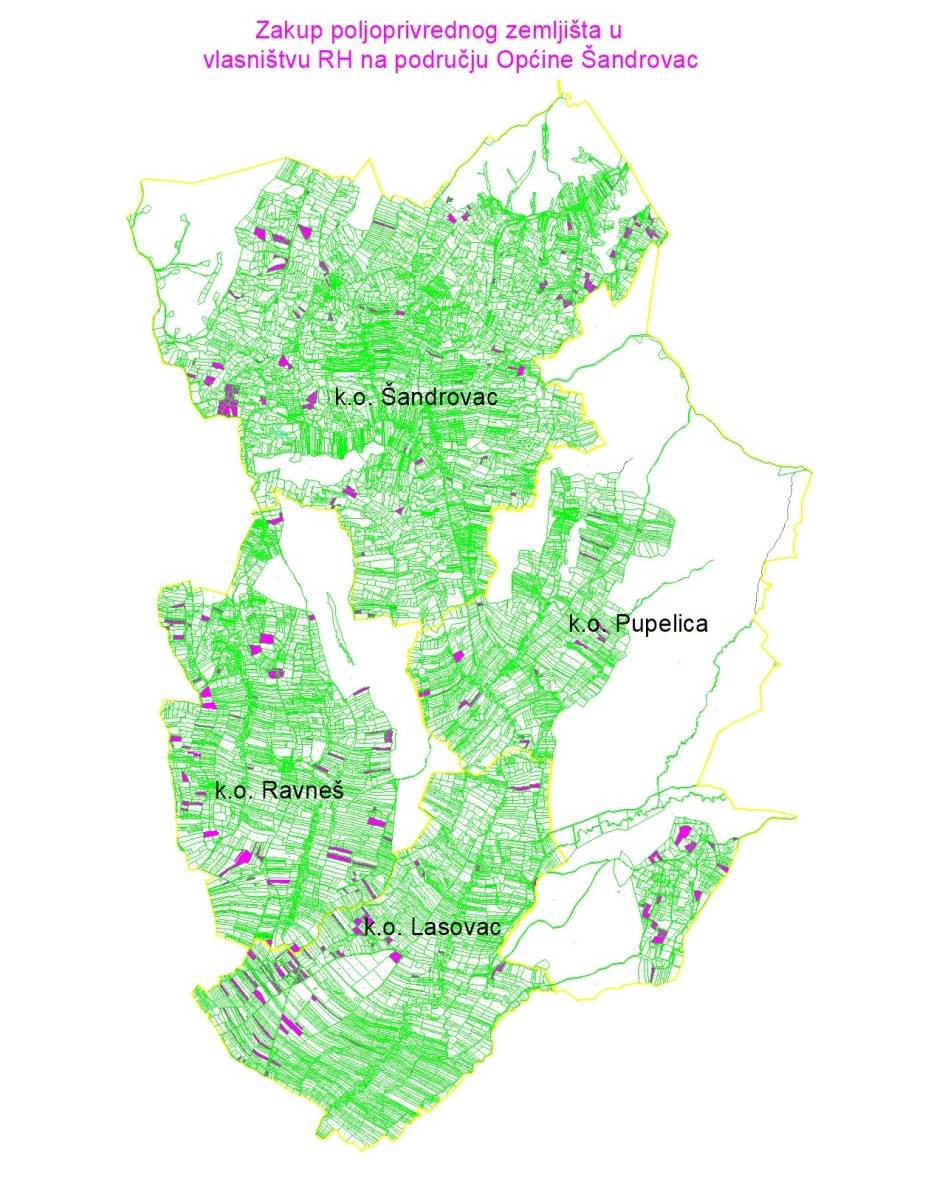 Zakup poljoprivrednog zemljišta u
vlasništvu RH na području Općine Šandrovac
k.o. Šandrovac
k.o. Pupelica
k.o. Ravneš
k.o. Lasovac